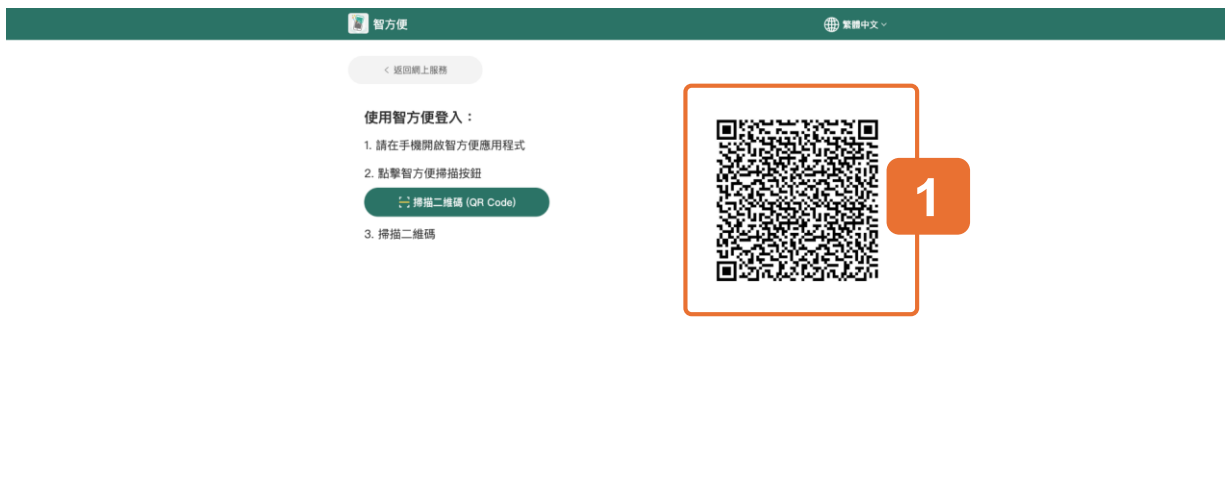 智方便
繁體中文
返回網上服務
使用智方便登入：
1. 請在手機開啟智方便應用程式
2. 點擊智方便掃描按鈕
掃描二維碼 (QR Code)
3. 掃描二維碼
1